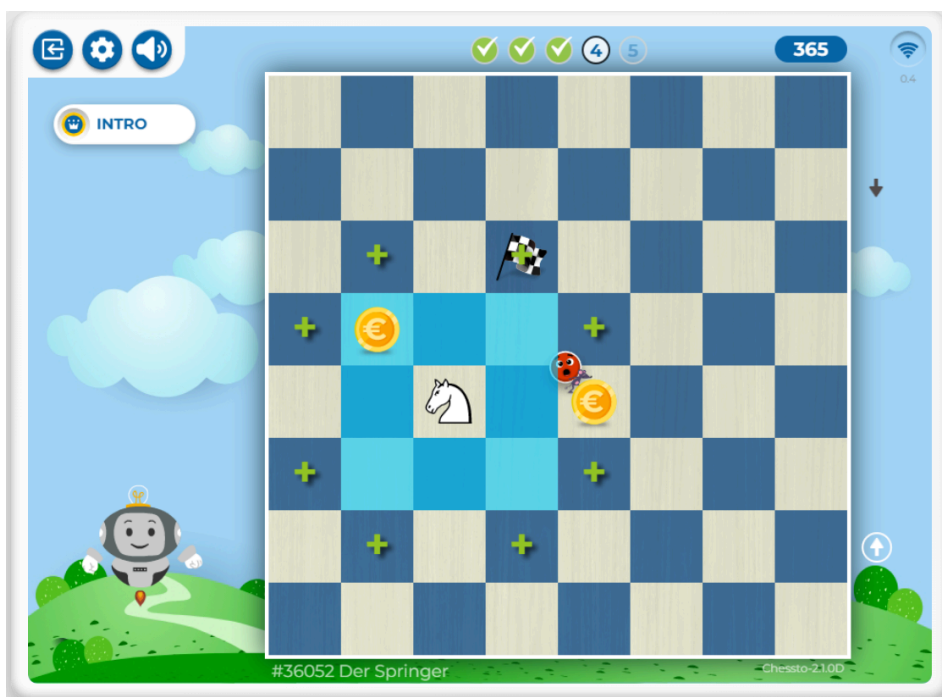 4 5
365
0.4
INTRO
€
€
#36052 Der Springer
Chessto-2.1.0D